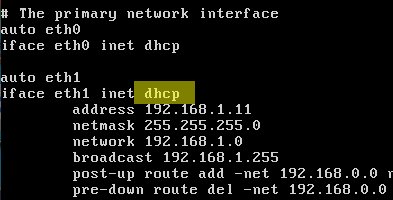 # The primary network interface
auto eth0
iface eth0 inet dhcp
auto eth1
iface eth1 inet dhcp
address 192.168.1.11
netmask 255.255.255.0
network 192.168.1.0
broadcast 192.168.1.255
post-up route add -net 192.168.0.0
pre-down route del -net 192.168.0.0